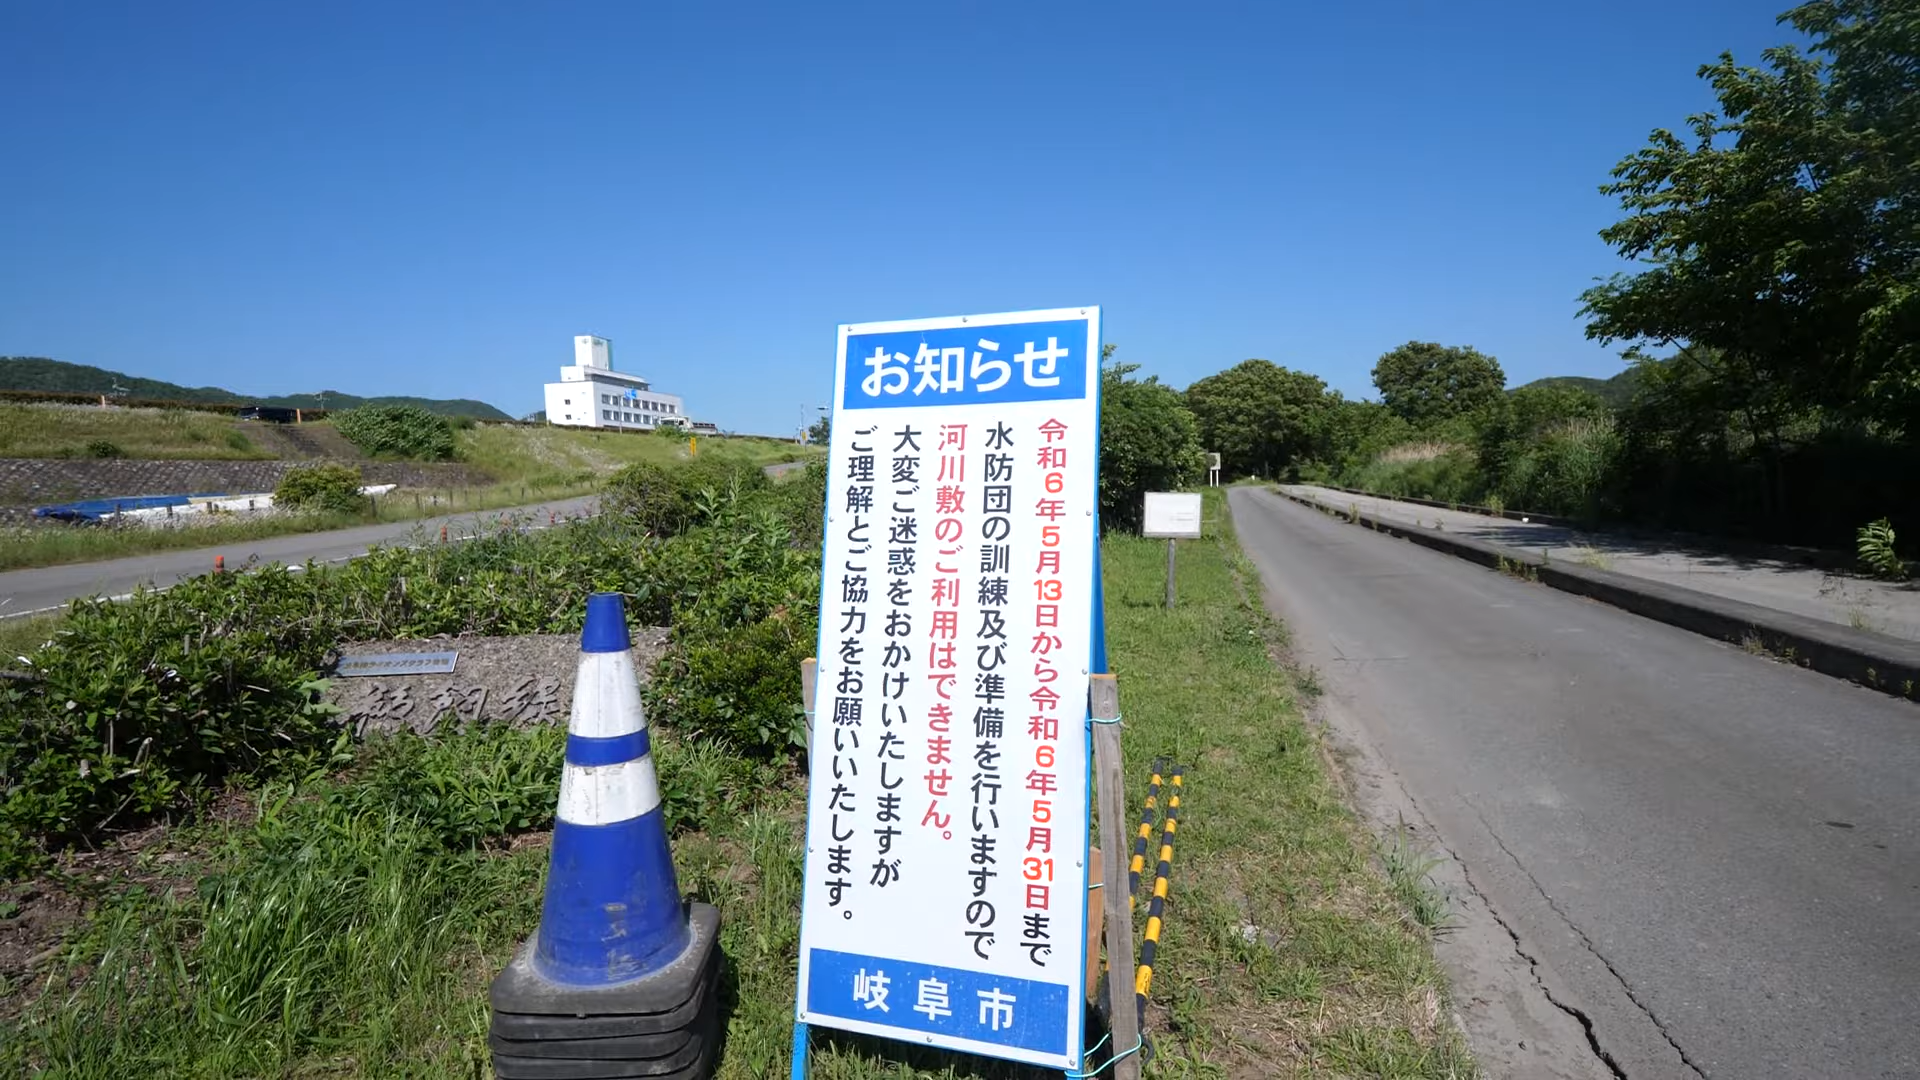 お知らせ
令和6年5月13日から令和6年5月31日まで
水防団の訓練及び準備を行いますので
河川敷のご利用はできません。
大変ご迷惑をおかけいたしますが
ご理解とご協力をお願いいたします。
岐阜市